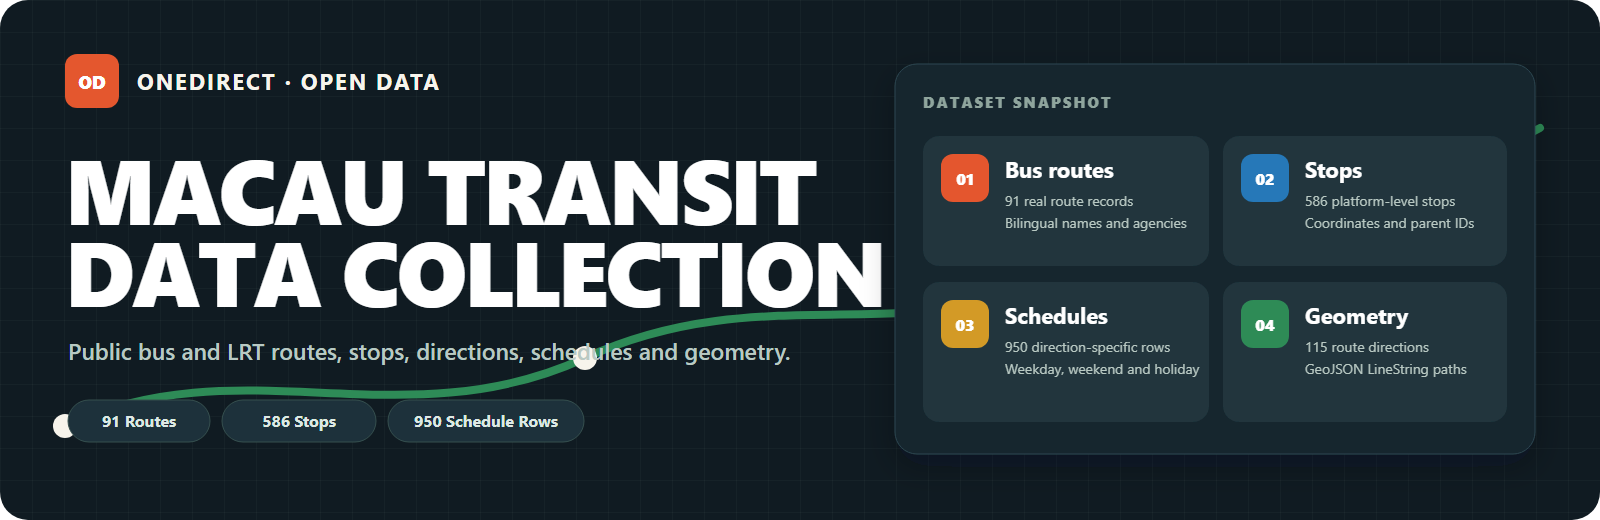 OD
ONEDIRECT · OPEN DATA
MACAU TRANSIT
DATA COLLECTION
Public bus and LRT routes, stops, directions, schedules and geometry.
91 Routes
586 Stops
950 Schedule Rows
DATASET SNAPSHOT
01
Bus routes
91 real route records
Bilingual names and agencies
02
Stops
586 platform-level stops
Coordinates and parent IDs
03
Schedules
950 direction-specific rows
Weekday, weekend and holiday
04
Geometry
115 route directions
GeoJSON LineString paths